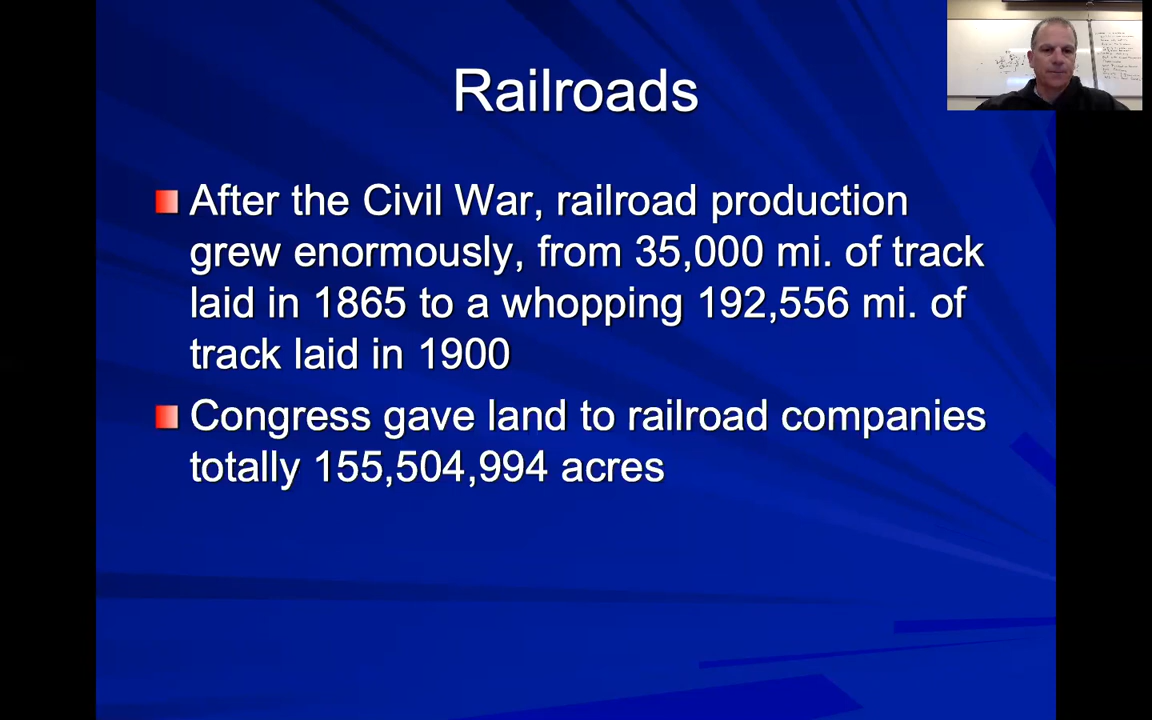 Railroads
After the Civil War, railroad production
grew enormously, from 35,000 mi. of track
laid in 1865 to a whopping 192,556 mi. of
track laid in 1900
Congress gave land to railroad companies
totally 155,504,994 acres